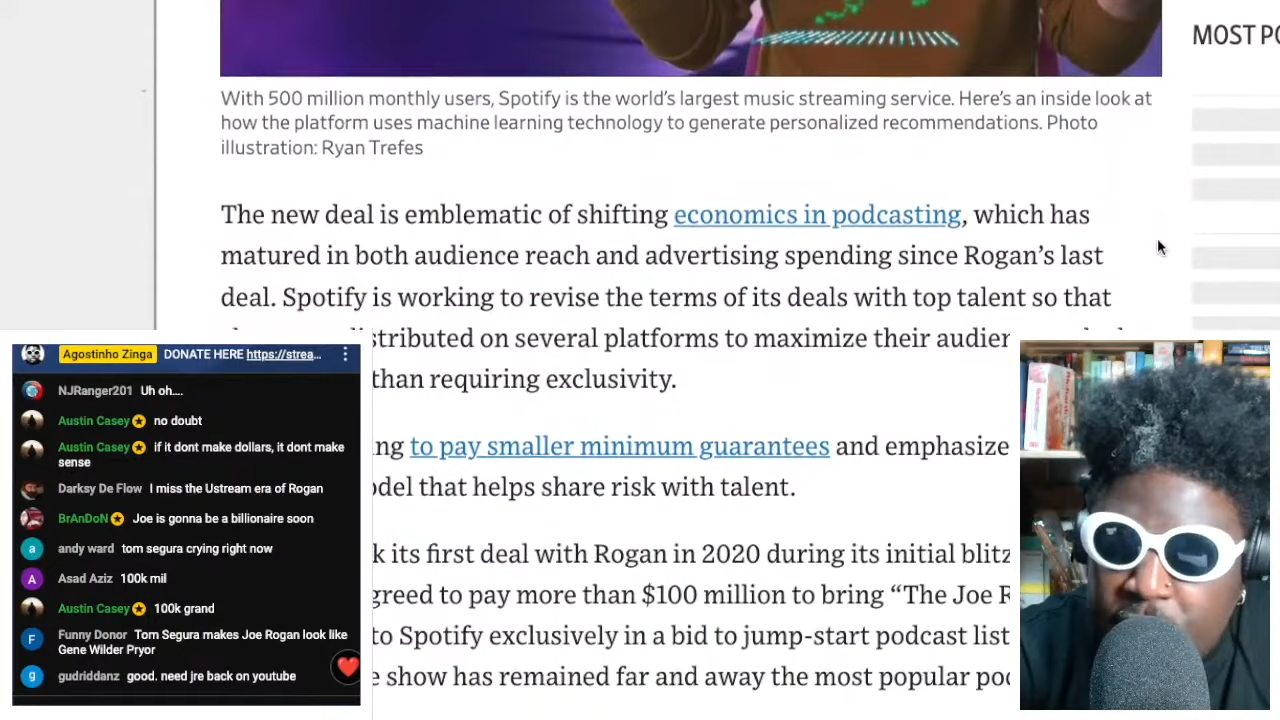 MOST PO
With 500 million monthly users, Spotify is the world's largest music streaming service. Here's an inside look at
how the platform uses machine learning technology to generate personalized recommendations. Photo
illustration: Ryan Trefes
The new deal is emblematic of shifting economics in podcasting, which has
matured in both audience reach and advertising spending since Rogan's last
deal. Spotify is working to revise the terms of its deals with top talent so that
distributed on several platforms to maximize their
than requiring exclusivity.
to pay smaller minimum guarantees and emphasize
that helps share risk with talent.
its first deal with Rogan in 2020 during its initial blitz
to pay more than $100 million to bring “The Joe R
to Spotify exclusively in a bid to jump-start podcast
show has remained far and away the most popular
Agostinho Zinga DONATE HERE https://strea...
NJRanger201 Uh oh....
Austin Casey no doubt
Austin Casey if it dont make dollars, it dont make
sense
Darksy De Flow I miss the Ustream era of Rogan
BrAnDoN Joe is gonna be a billionaire soon
a andy ward tom segura crying right now
A Asad Aziz 100k mil
Austin Casey 100k grand
F Funny Donor Tom Segura makes Joe Rogan look like
Gene Wilder Pryor
g gudriddanz good. need jre back on youtube